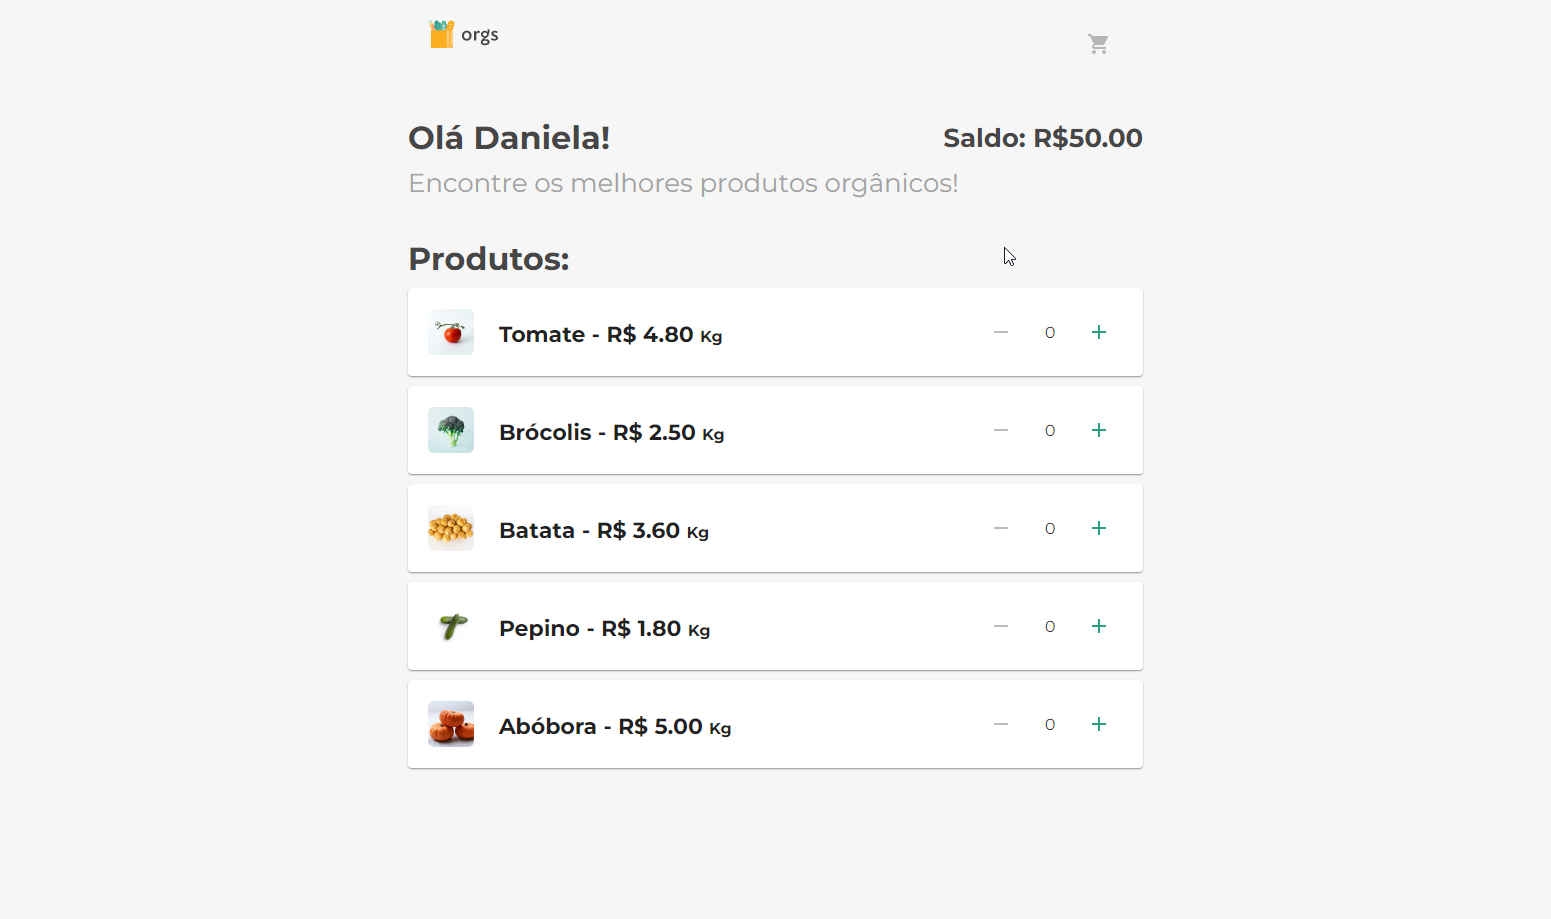 orgs
Olá Daniela!
Saldo: R$50.00
Encontre os melhores produtos orgânicos!
Produtos:
Tomate - R$ 4.80 Kg
0
Brócolis - R$ 2.50 Kg
0
Batata - R$ 3.60 Kg
0
Pepino - R$ 1.80 Kg
0
Abóbora - R$ 5.00 Kg
0